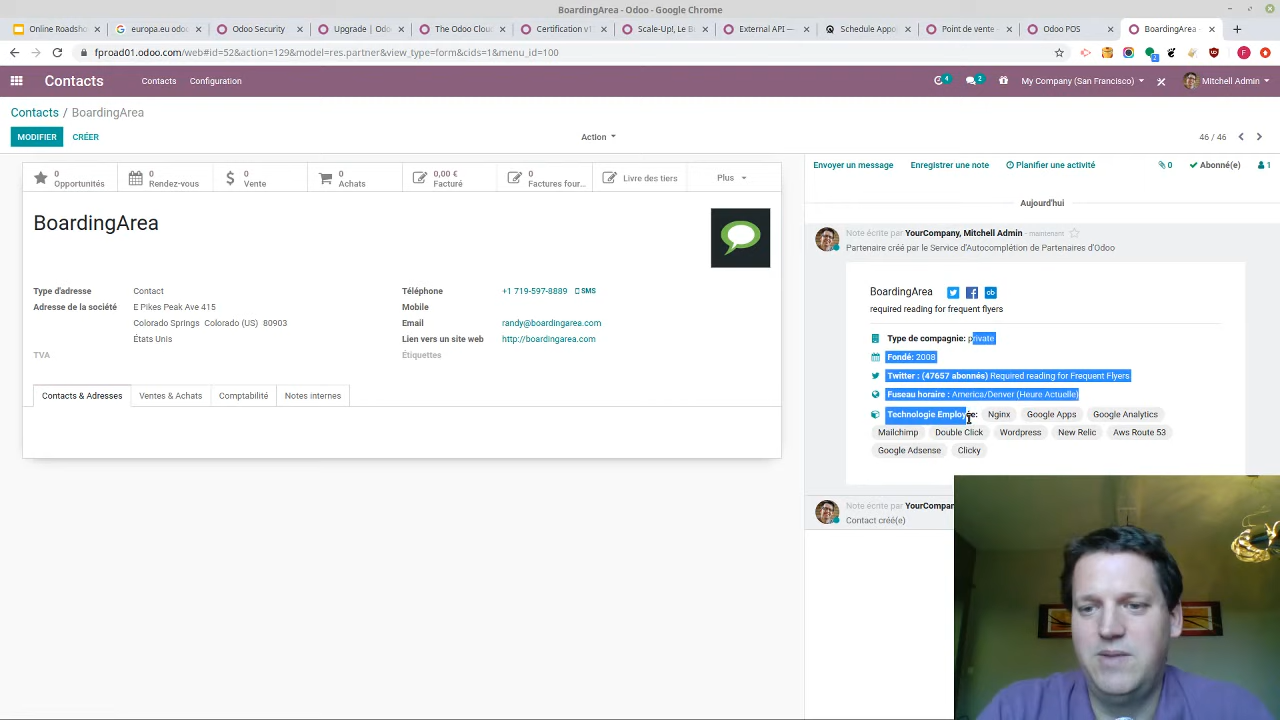 BoardingArea - Odoo - Google Chrome
Online Roadsho
europa.eu odoo
Odoo Security
Upgrade | Odoo
The Odoo Cloud
Certification v1
Scale-Up!, Le B
External API —
Schedule Appo
Point de vente -
Odoo POS
BoardingArea -
fproad01.odoo.com/web#id=52&action=129&model=res.partner&view_type=form&cids=1&menu_id=100
Contacts Contacts Configuration
4 2 My Company (San Francisco) Mitchell Admin
Contacts / BoardingArea
MODIFIER CRÉER Action 46 / 46
0 Opportunités
0 Rendez-vous
0 Vente
0 Achats
0,00 € Facturé
0 Factures four...
Livre des tiers
Plus
BoardingArea
Type d'adresse Contact
Adresse de la société E Pikes Peak Ave 415
Colorado Springs Colorado (US) 80903
États Unis
TVA
Téléphone +1 719-597-8889 SMS
Mobile
Email randy@boardingarea.com
Lien vers un site web http://boardingarea.com
Étiquettes
Contacts & Adresses Ventes & Achats Comptabilité Notes internes
Envoyer un message Enregistrer une note Planifier une activité 0 Abonné(e) 1
Aujourd'hui
Note écrite par YourCompany, Mitchell Admin - maintenant
Partenaire créé par le Service d'Autocomplétion de Partenaires d'Odoo
BoardingArea
required reading for frequent flyers
Type de compagnie: private
Fondé: 2008
Twitter : (47657 abonnés) Required reading for Frequent Flyers
Fuseau horaire : America/Denver (Heure Actuelle)
Technologie Employée: Nginx Google Apps Google Analytics
Mailchimp Double Click Wordpress New Relic Aws Route 53
Google Adsense Clicky
Note écrite par YourCompan
Contact créé(e)